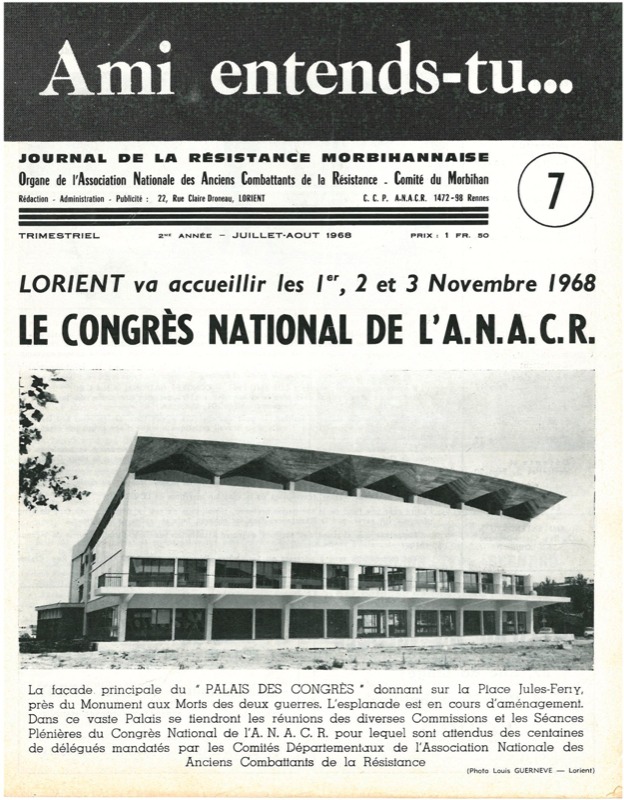 Ami entends-tu...
JOURNAL DE LA RÉSISTANCE MORBIHANNAISE
Organe de l'Association Nationale des Anciens Combattants de la Résistance - Comité du Morbihan
Rédaction - Administration - Publicité : 22, Rue Claire Droneau, LORIENT C. C. P. A.N.A.C.R. 1472-98 Rennes
7
TRIMESTRIEL 2me ANNÉE - JUILLET-AOUT 1968 PRIX : 1 FR. 50
LORIENT va accueillir les 1er, 2 et 3 Novembre 1968
LE CONGRÈS NATIONAL DE L'A.N.A.C.R.
La façade principale du " PALAIS DES CONGRÈS " donnant sur la Place Jules-Ferry,
près du Monument aux Morts des deux guerres. L'esplanade est en cours d'aménagement.
Dans ce vaste Palais se tiendront les réunions des diverses Commissions et les Séances
Plénières du Congrès National de l'A. N. A. C. R. pour lequel sont attendus des centaines
de délégués mandatés par les Comités Départementaux de l'Association Nationale des
Anciens Combattants de la Résistance
(Photo Louis GUERNEVE — Lorient)